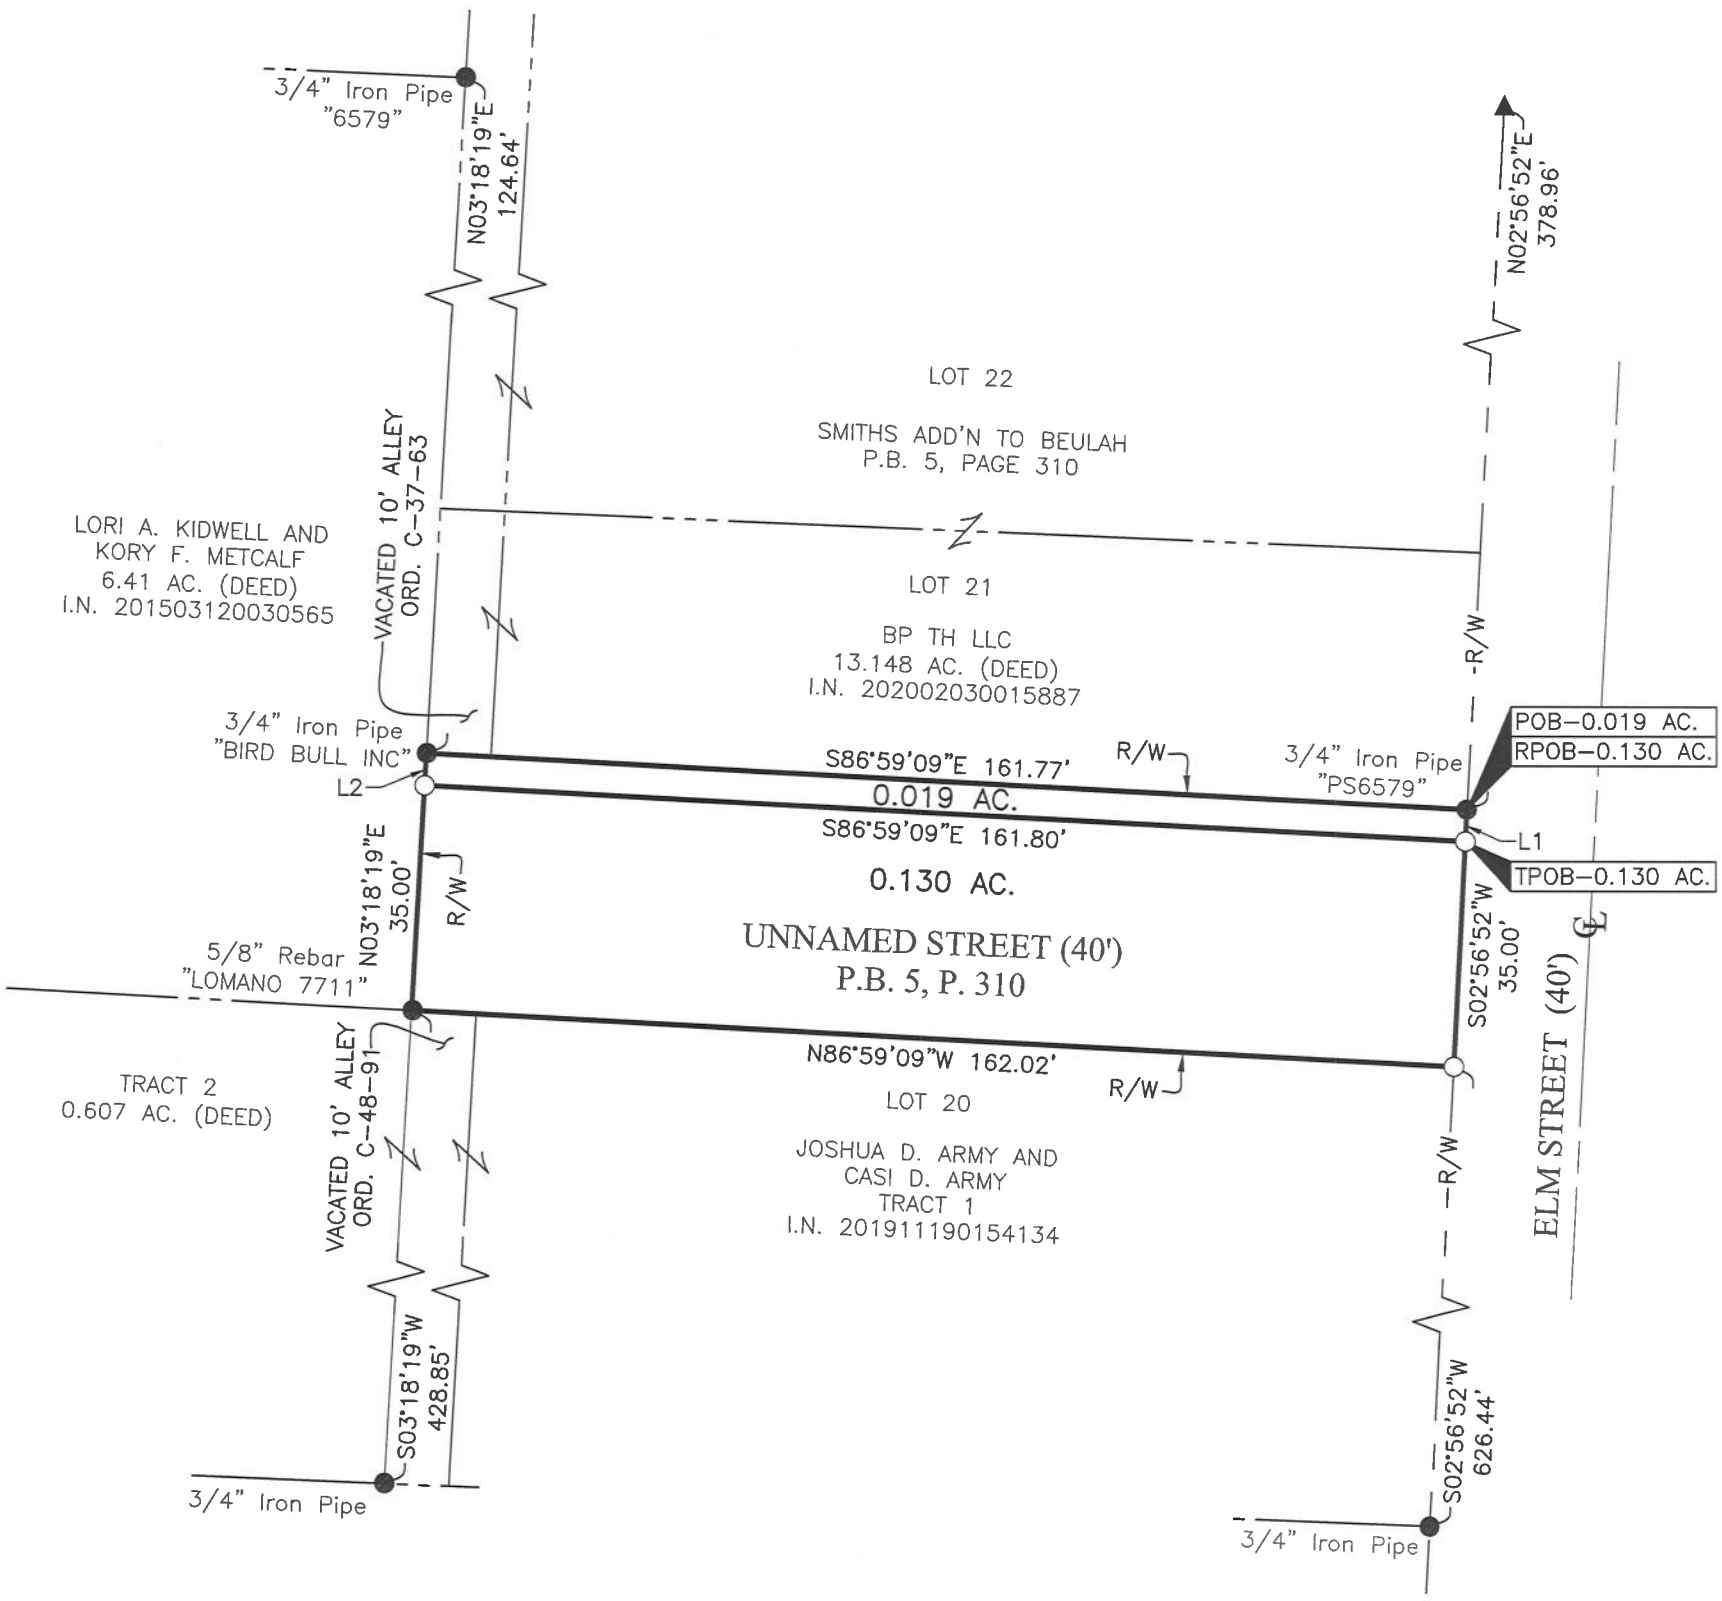 3/4" Iron Pipe
"6579"
N03°18'19"E
124.64'
N02°56'52"E
378.96'
LOT 22
SMITHS ADD'N TO BEULAH
P.B. 5, PAGE 310
VACATED 10' ALLEY
ORD. C-37-63
LORI A. KIDWELL AND
KORY F. METCALF
6.41 AC. (DEED)
I.N. 201503120030565
LOT 21
BP TH LLC
13.148 AC. (DEED)
I.N. 202002030015887
-R/W-
3/4" Iron Pipe
"BIRD BULL INC"
L2
S86°59'09"E 161.77'
R/W
3/4" Iron Pipe
"PS6579"
POB-0.019 AC.
RPOB-0.130 AC.
0.019 AC.
S86°59'09"E 161.80'
L1
TPOB-0.130 AC.
0.130 AC.
N03°18'19"E
35.00'
R/W
UNNAMED STREET (40')
P.B. 5, P. 310
S02°56'52"W
35.00'
CL
ELM STREET (40')
5/8" Rebar
"LOMANO 7711"
N86°59'09"W 162.02'
R/W
VACATED 10' ALLEY
ORD. C-48-91
TRACT 2
0.607 AC. (DEED)
LOT 20
JOSHUA D. ARMY AND
CASI D. ARMY
TRACT 1
I.N. 201911190154134
-R/W-
S03°18'19"W
428.85'
3/4" Iron Pipe
S02°56'52"W
626.44'
3/4" Iron Pipe